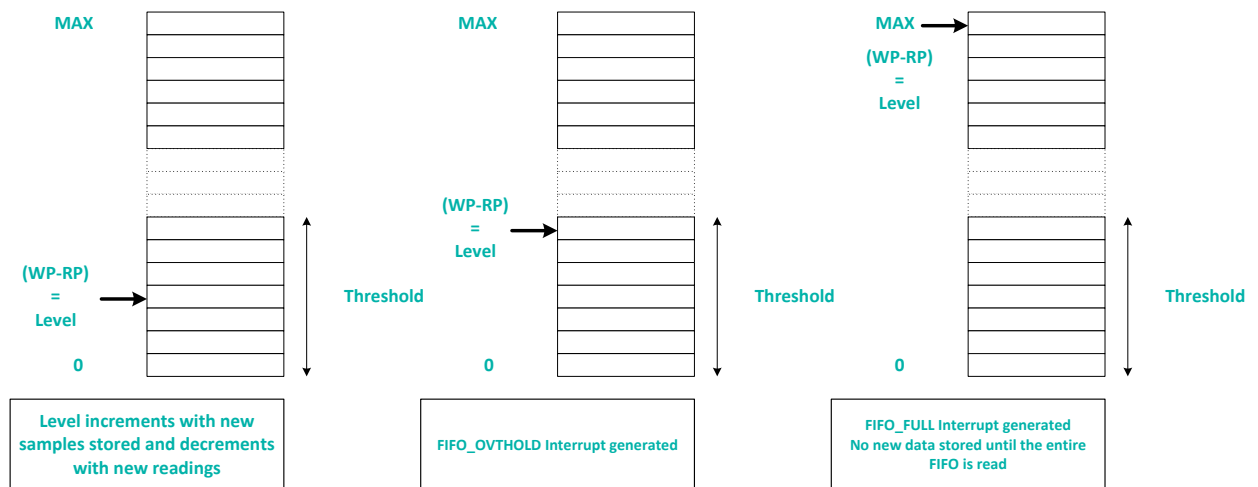 MAX
(WP-RP)
=
Level
0
Threshold
Level increments with new
samples stored and decrements
with new readings
MAX
(WP-RP)
=
Level
0
Threshold
FIFO_OVTHOLD Interrupt generated
MAX
(WP-RP)
=
Level
0
Threshold
FIFO_FULL Interrupt generated
No new data stored until the entire
FIFO is read